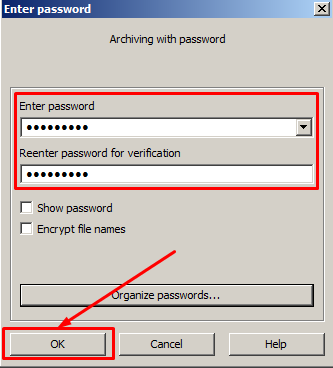 Enter password
Archiving with password
Enter password
●●●●●●●●●
Reenter password for verification
●●●●●●●●●
Show password
Encrypt file names
Organize passwords...
OK Cancel Help